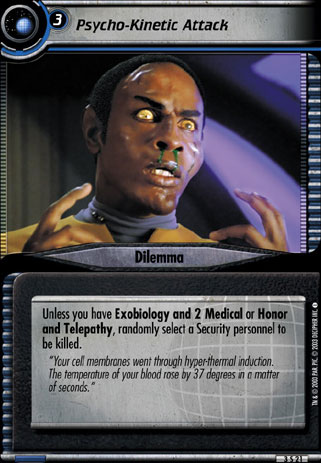 3 Psycho-Kinetic Attack
Dilemma
Unless you have Exobiology and 2 Medical or Honor
and Telepathy, randomly select a Security personnel to
be killed.
"Your cell membranes went through hyper-thermal induction.
The temperature of your blood rose by 37 degrees in a matter
of seconds."
TM & © 2003 PAR. PIC. © 2003 DECIPHER INC.
3 S 21